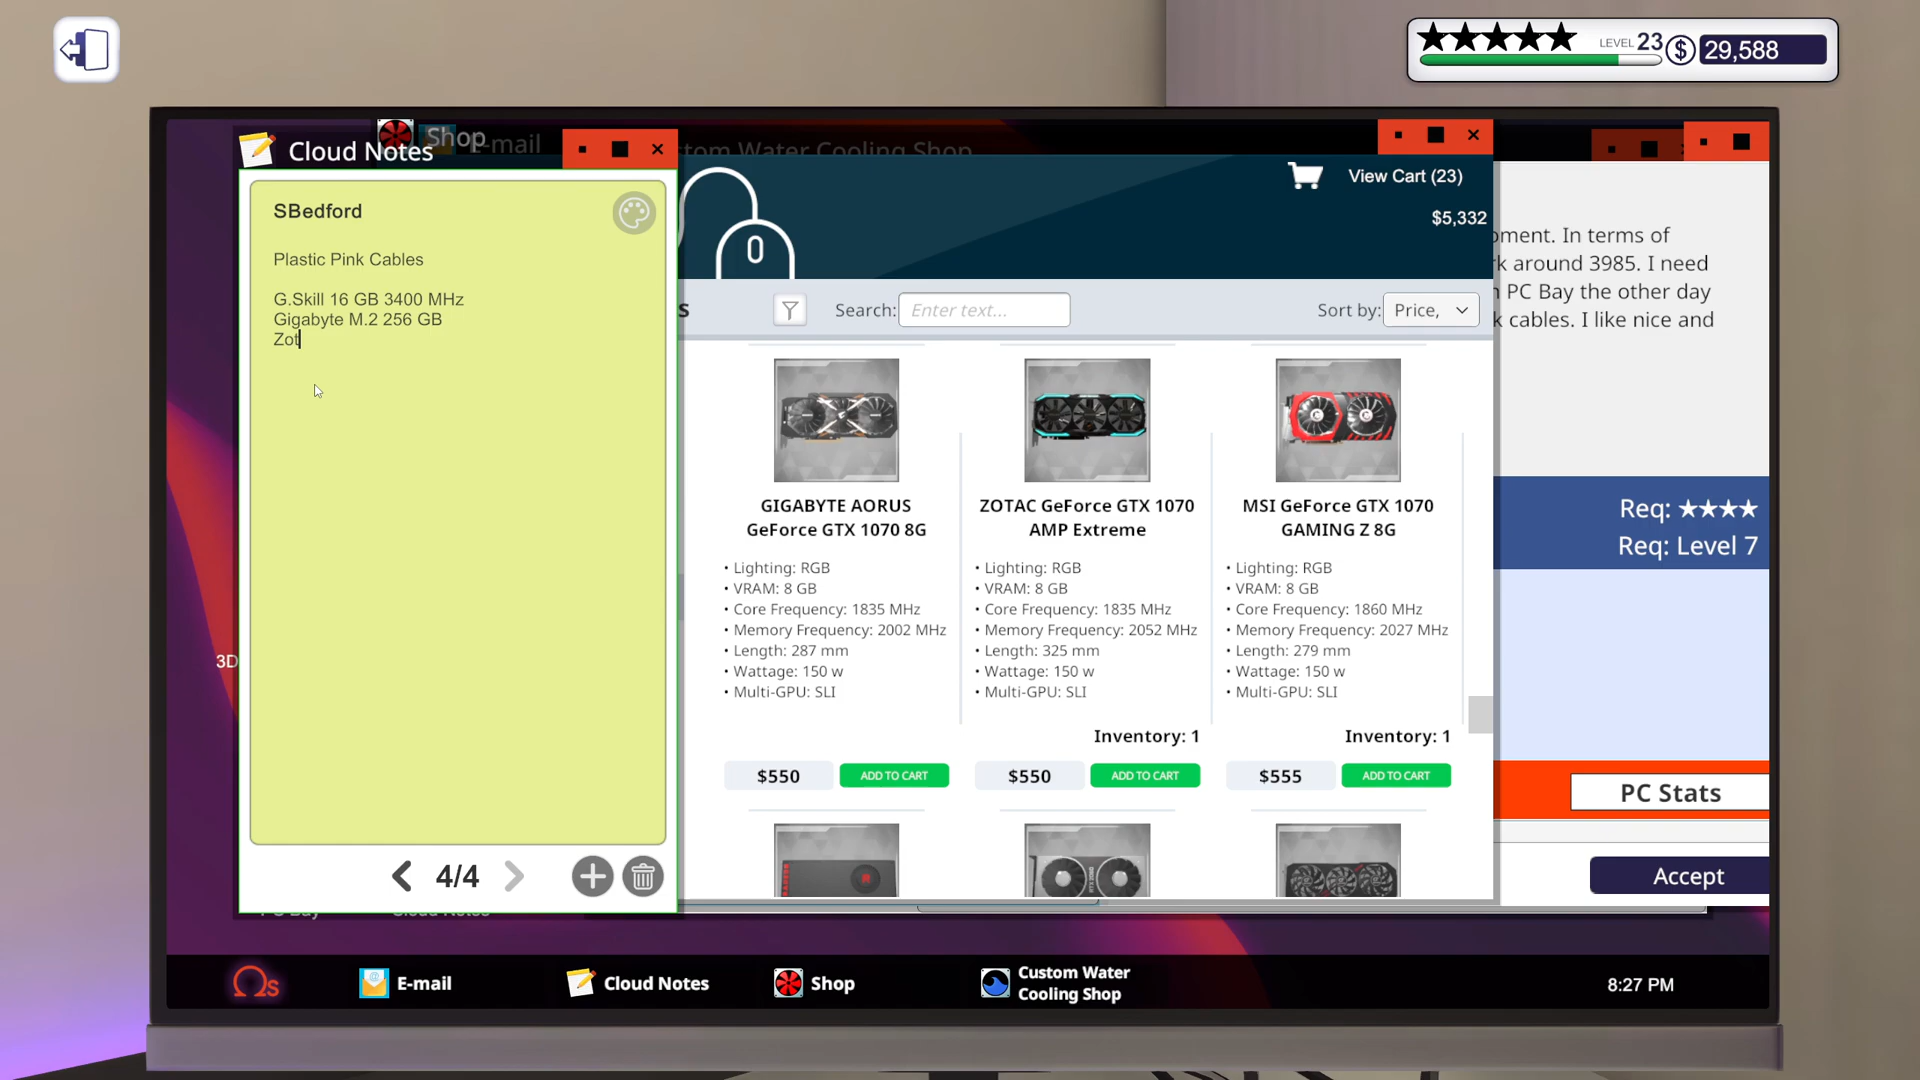 LEVEL 23
$ 29,588
Cloud Notes
Shop
E-mail
Custom Water Cooling Shop
SBedford
Plastic Pink Cables
G.Skill 16 GB 3400 MHz
Gigabyte M.2 256 GB
Zot
4/4
View Cart (23)
$5,332
S
Search:
Enter text...
Sort by:
Price,
GIGABYTE AORUS
GeForce GTX 1070 8G
• Lighting: RGB
• VRAM: 8 GB
• Core Frequency: 1835 MHz
• Memory Frequency: 2002 MHz
• Length: 287 mm
• Wattage: 150 w
• Multi-GPU: SLI
$550
ADD TO CART
ZOTAC GeForce GTX 1070
AMP Extreme
• Lighting: RGB
• VRAM: 8 GB
• Core Frequency: 1835 MHz
• Memory Frequency: 2052 MHz
• Length: 325 mm
• Wattage: 150 w
• Multi-GPU: SLI
Inventory: 1
$550
ADD TO CART
MSI GeForce GTX 1070
GAMING Z 8G
• Lighting: RGB
• VRAM: 8 GB
• Core Frequency: 1860 MHz
• Memory Frequency: 2027 MHz
• Length: 279 mm
• Wattage: 150 w
• Multi-GPU: SLI
Inventory: 1
$555
ADD TO CART
oment. In terms of
rk around 3985. I need
n PC Bay the other day
k cables. I like nice and
Req: ★★★★
Req: Level 7
PC Stats
Accept
3D
PC Bay
Cloud Notes
Ωs
E-mail
Cloud Notes
Shop
Custom Water
Cooling Shop
8:27 PM